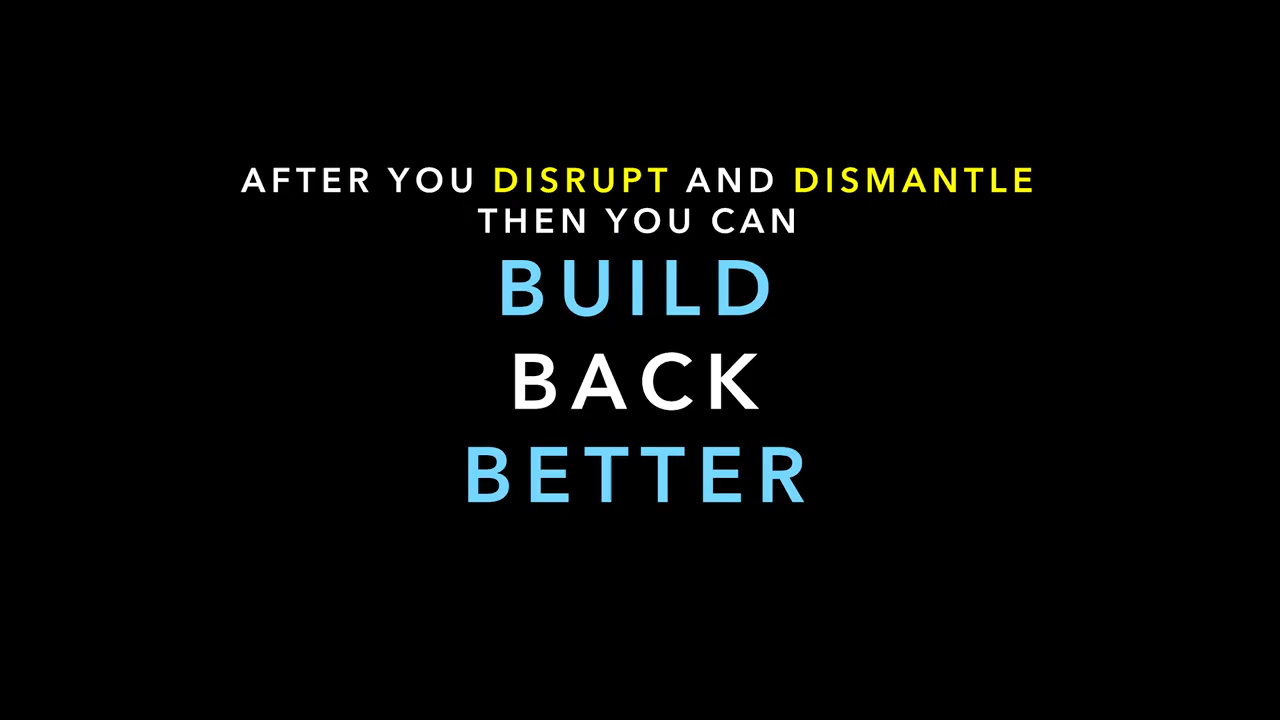 AFTER YOU DISRUPT AND DISMANTLE
THEN YOU CAN
BUILD
BACK
BETTER